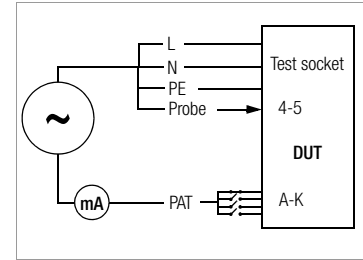 L
N
Test socket
PE
Probe
4-5
~
DUT
mA
PAT
A-K